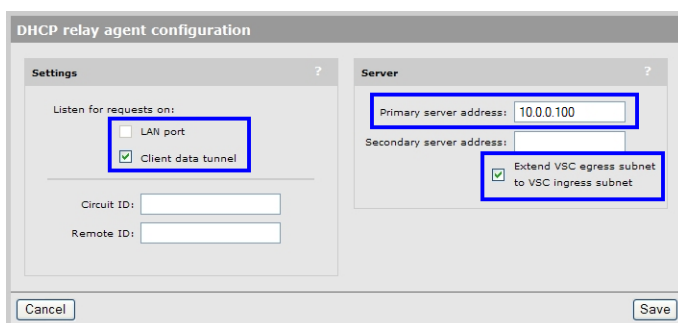 DHCP relay agent configuration
Settings ?
Listen for requests on:
LAN port
Client data tunnel
Circuit ID:
Remote ID:
Server ?
Primary server address: 10.0.0.100
Secondary server address:
Extend VSC egress subnet
to VSC ingress subnet
Cancel
Save